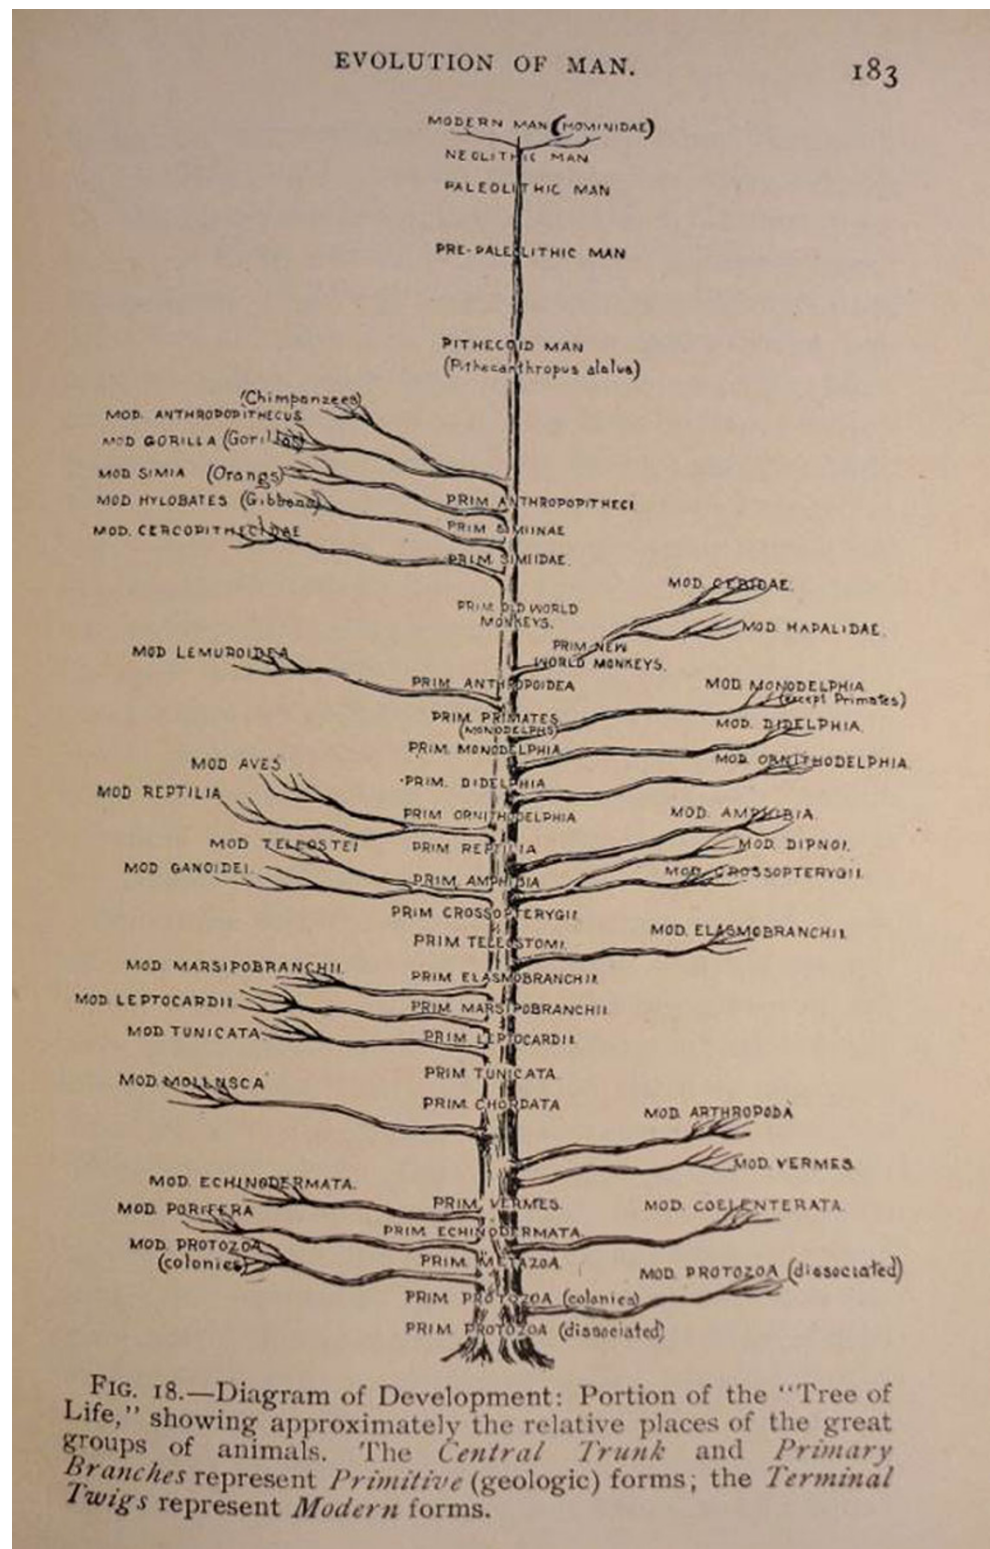 EVOLUTION OF MAN.
183
MODERN MAN (HOMINIDAE)
NEOLITHIC MAN
PALEOLITHIC MAN
PRE-PALEOLITHIC MAN
PITHECOID MAN
(Pithecanthropus alalus)
(Chimpanzees)
MOD. ANTHROPOPITHECUS
MOD GORILLA (Gorillas)
MOD SIMIA (Orangs)
MOD HYLOBATES (Gibbons)
PRIM ANTHROPOPITHECI
MOD. CERCOPITHECIDAE
PRIM SIMIINAE
PRIM SIMIIDAE
MOD. CEBIDAE.
PRIM OLD WORLD
MONKEYS.
MOD. HAPALIDAE.
PRIM NEW
WORLD MONKEYS.
MOD LEMUROIDEA
PRIM ANTHROPOIDEA
MOD. MONODELPHIA
(except Primates)
PRIM. PRIMATES
(MONODELPHS)
MOD. DIDELPHIA.
PRIM. MONODELPHIA
MOD AVES
MOD. ORNITHODELPHIA.
PRIM. DIDELPHIA
MOD REPTILIA
PRIM ORNITHODELPHIA
MOD. AMPHIBIA.
MOD TELEOSTEI
PRIM REPTILIA
MOD. DIPNOI.
MOD GANOIDEI.
PRIM. AMPHIBIA
MOD. CROSSOPTERYGII.
PRIM CROSSOPTERYGII
PRIM TELEOSTOMI.
MOD. ELASMOBRANCHII.
MOD MARSIPOBRANCHII.
PRIM ELASMOBRANCHII.
MOD. LEPTOCARDII
PRIM. MARSIPOBRANCHII
MOD. TUNICATA
PRIM LEPTOCARDII
PRIM TUNICATA.
MOD. MOLLUSCA
PRIM. CHORDATA
MOD. ARTHROPODA
MOD. VERMES.
MOD. ECHINODERMATA.
PRIM. VERMES.
MOD. COELENTERATA.
MOD. PORIFERA
PRIM ECHINODERMATA
MOD. PROTOZOA
(colonies)
PRIM. METAZOA
MOD. PROTOZOA (dissociated)
PRIM PROTOZOA (colonies)
PRIM. PROTOZOA (dissociated)
FIG. 18.—Diagram of Development: Portion of the "Tree of
Life," showing approximately the relative places of the great
groups of animals. The Central Trunk and Primary
Branches represent Primitive (geologic) forms; the Terminal
Twigs represent Modern forms.